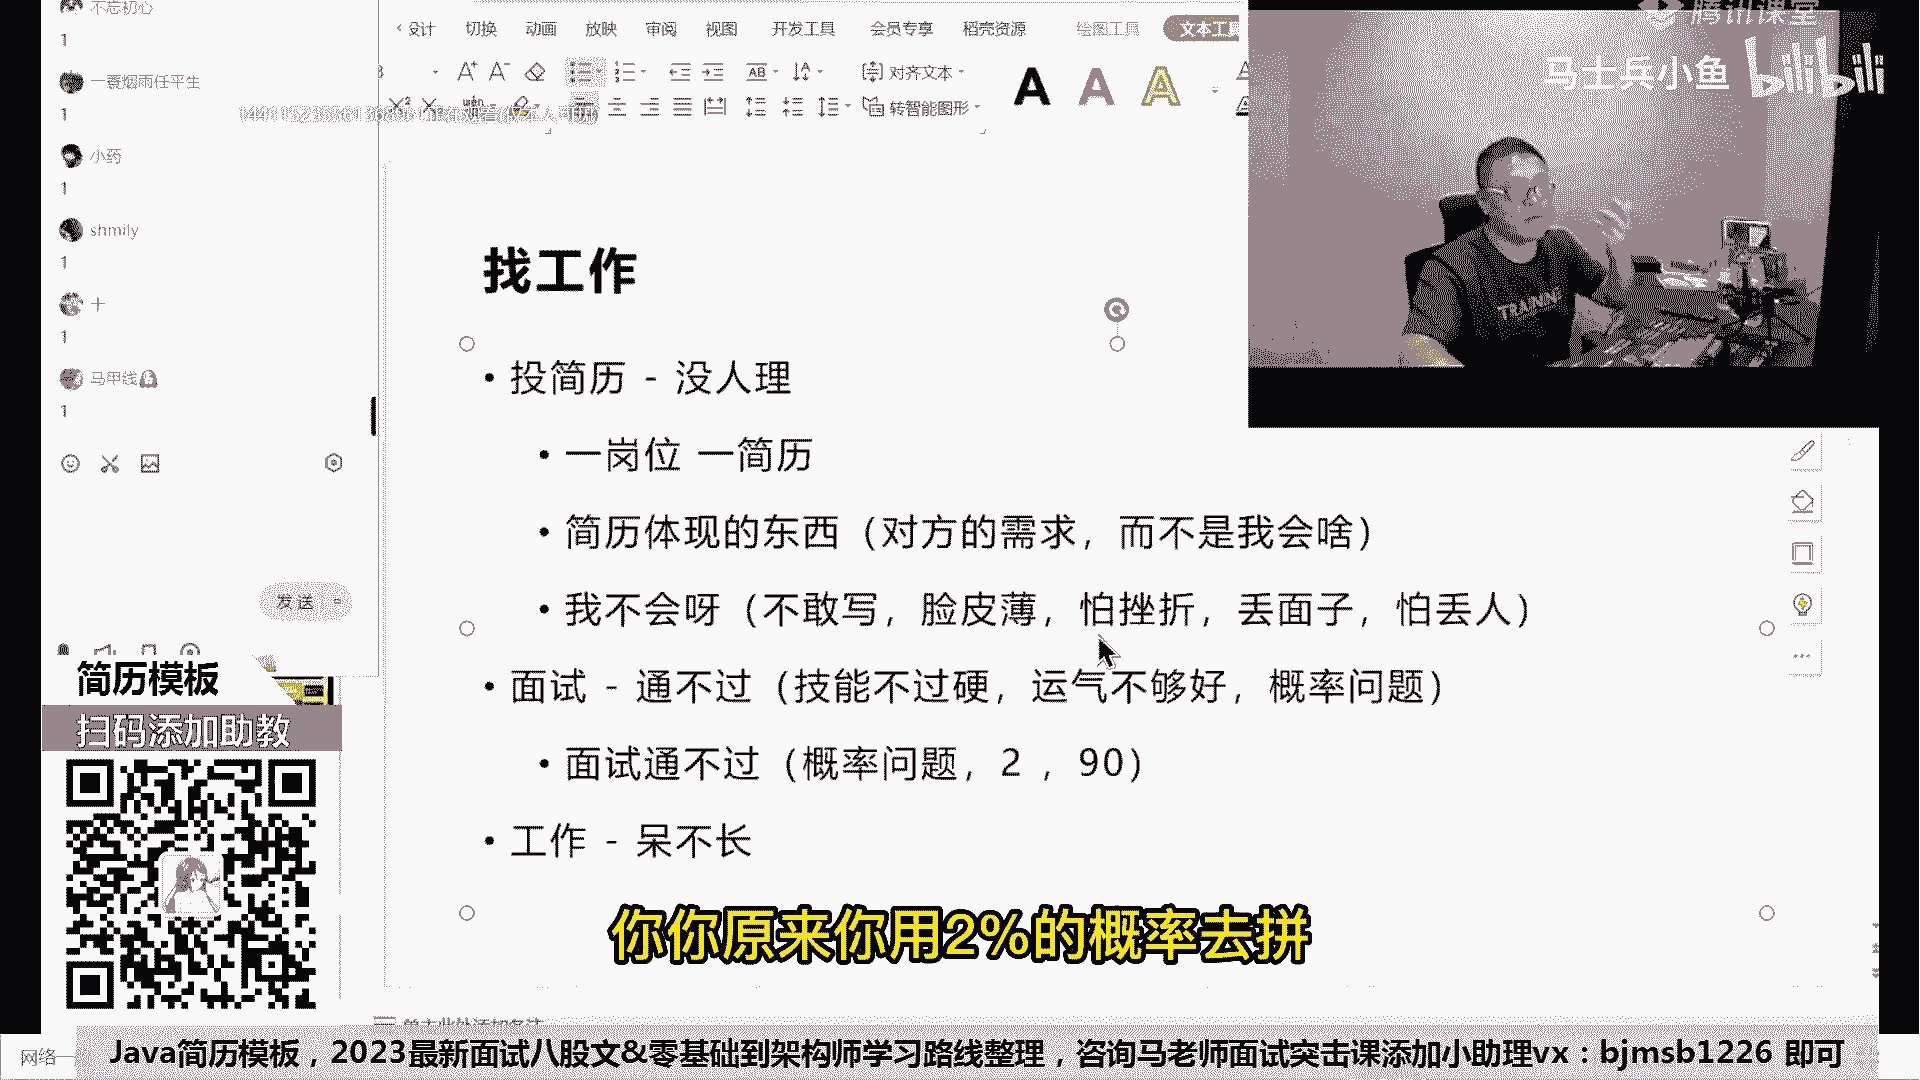 不忘初心
1
一蓑烟雨任平生
1
小药
1
shmily
1
十
1
马甲线
1
发送
设计 切换 动画 放映 审阅 视图 开发工具 会员专享 稻壳资源 绘图工具 文本工具
对齐文本
转智能图形
腾讯课堂
马士兵小鱼 bilibili
TRAINING
找工作
• 投简历 - 没人理
• 一岗位 一简历
• 简历体现的东西（对方的需求，而不是我会啥）
• 我不会呀（不敢写，脸皮薄，怕挫折，丢面子，怕丢人）
• 面试 - 通不过（技能不过硬，运气不够好，概率问题）
• 面试通不过（概率问题，2 ，90）
• 工作 - 呆不长
简历模板
扫码添加助教
你你原来你用2%的概率去拼
单击此处添加备注
网络一
Java简历模板，2023最新面试八股文&零基础到架构师学习路线整理，咨询马老师面试突击课添加小助理vx：bjmsb1226 即可